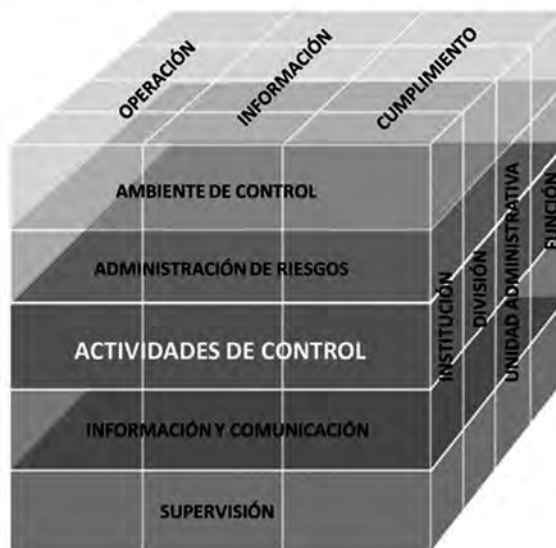 OPERACIÓN
INFORMACIÓN
CUMPLIMIENTO
AMBIENTE DE CONTROL
ADMINISTRACIÓN DE RIESGOS
ACTIVIDADES DE CONTROL
INFORMACIÓN Y COMUNICACIÓN
SUPERVISIÓN
INSTITUCIÓN
DIVISIÓN
UNIDAD ADMINISTRATIVA
FUNCIÓN